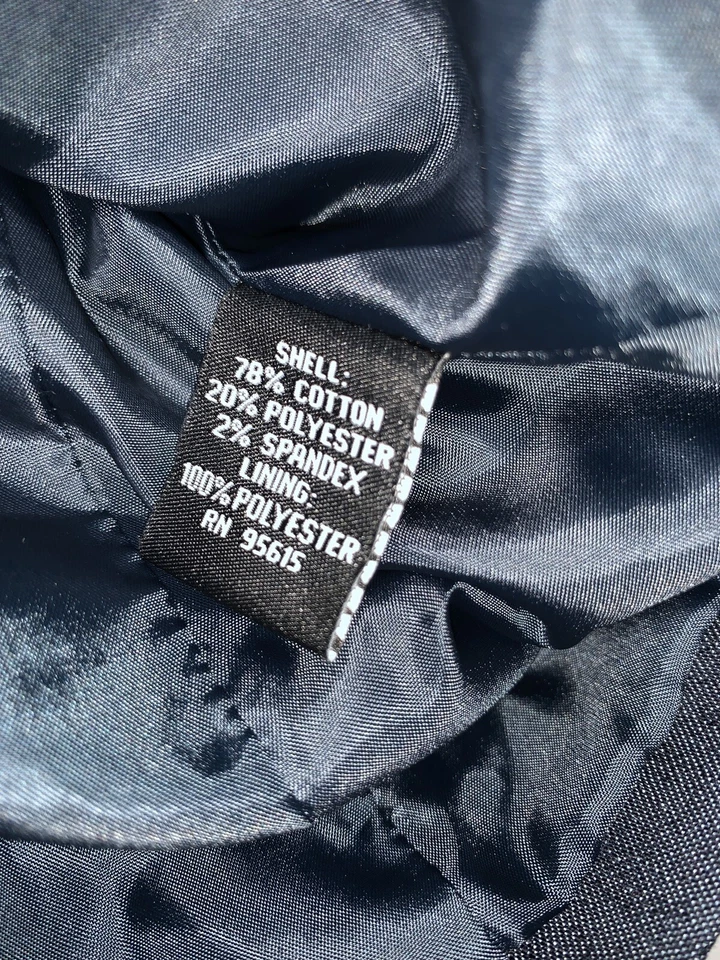 SHELL:
78% COTTON
20% POLYESTER
2% SPANDEX
LINING:
100% POLYESTER
RN 95615